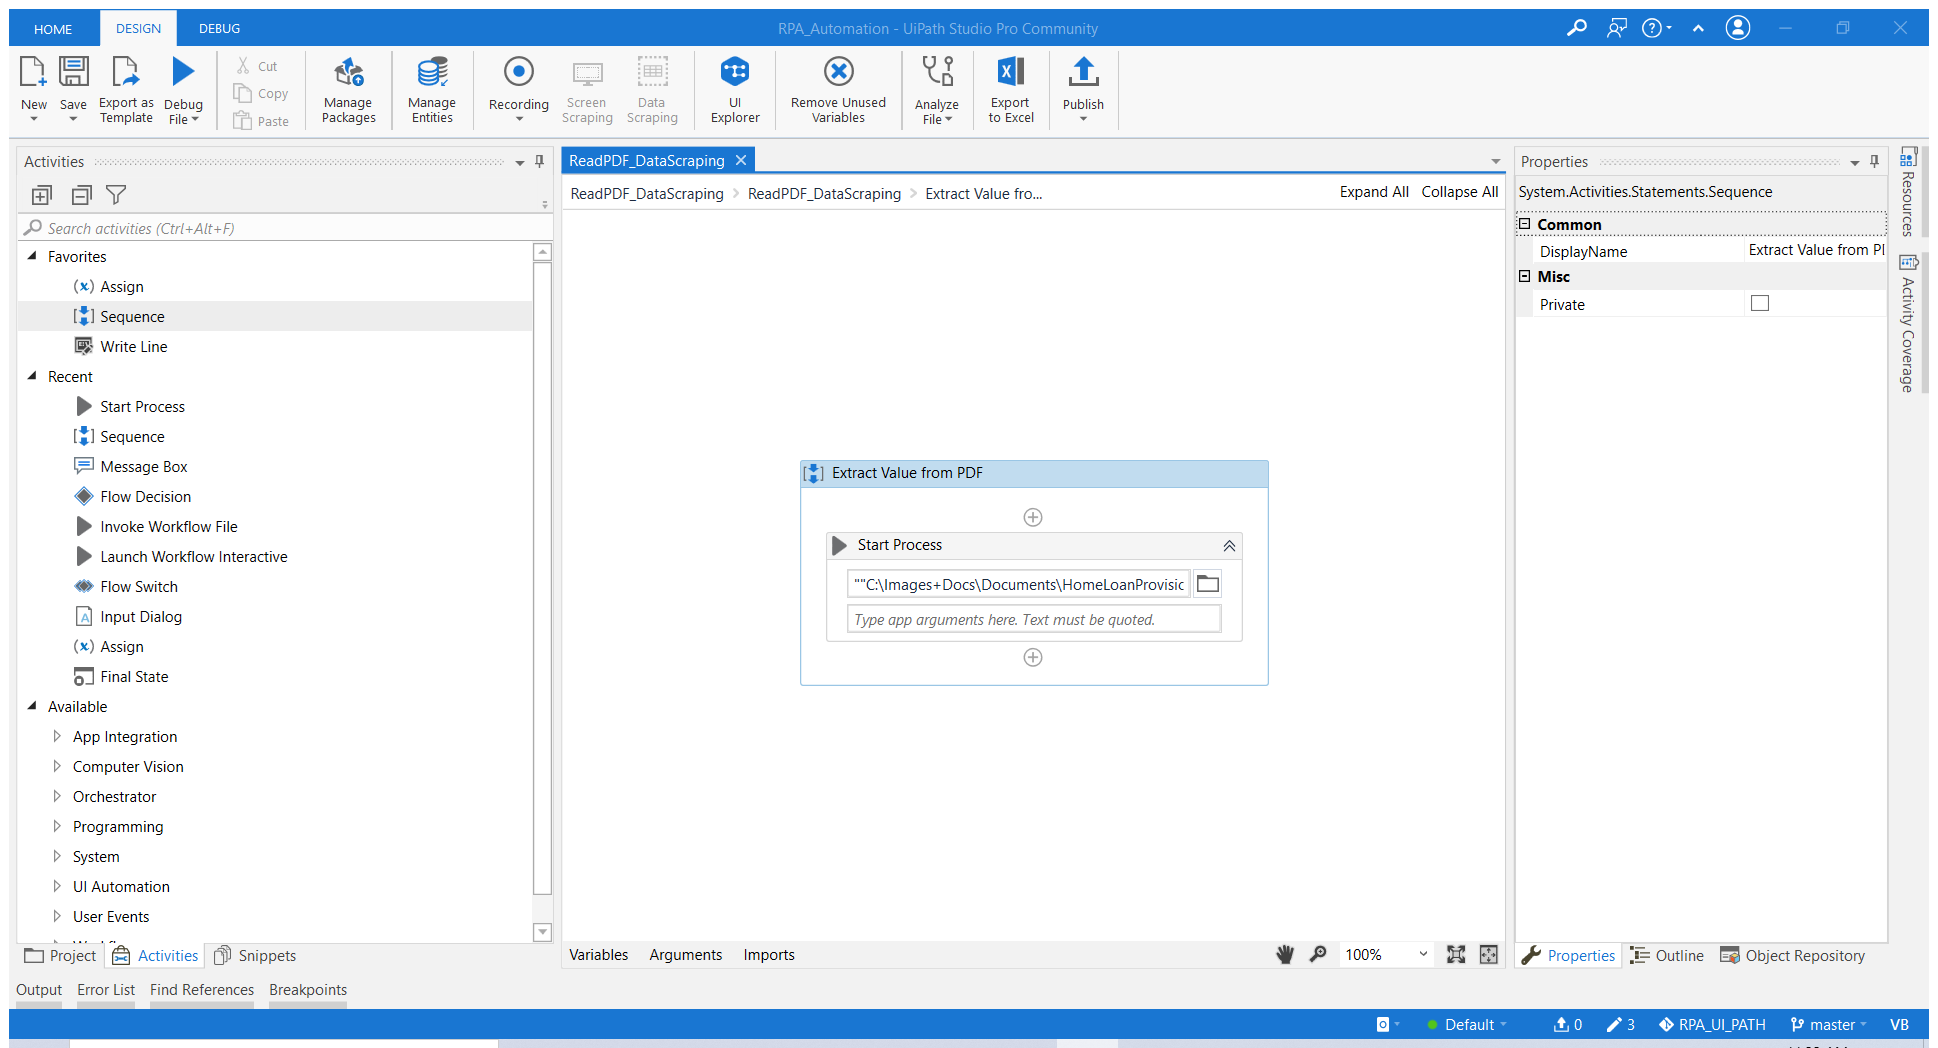 HOME
DESIGN
DEBUG
RPA_Automation - UiPath Studio Pro Community
New
Save
Export as
Template
Debug
File
Cut
Copy
Paste
Manage
Packages
Manage
Entities
Recording
Screen
Scraping
Data
Scraping
UI
Explorer
Remove Unused
Variables
Analyze
File
Export
to Excel
Publish
Activities
Search activities (Ctrl+Alt+F)
Favorites
Assign
Sequence
Write Line
Recent
Start Process
Sequence
Message Box
Flow Decision
Invoke Workflow File
Launch Workflow Interactive
Flow Switch
Input Dialog
Assign
Final State
Available
App Integration
Computer Vision
Orchestrator
Programming
System
UI Automation
User Events
Project
Activities
Snippets
ReadPDF_DataScraping
ReadPDF_DataScraping > ReadPDF_DataScraping > Extract Value fro...
Expand All
Collapse All
Extract Value from PDF
Start Process
""C:\Images+Docs\Documents\HomeLoanProvisic
Type app arguments here. Text must be quoted.
Variables
Arguments
Imports
100%
Properties
System.Activities.Statements.Sequence
Common
DisplayName
Extract Value from PI
Misc
Private
Properties
Outline
Object Repository
Resources
Activity Coverage
Output
Error List
Find References
Breakpoints
Default
0
3
RPA_UI_PATH
master
VB